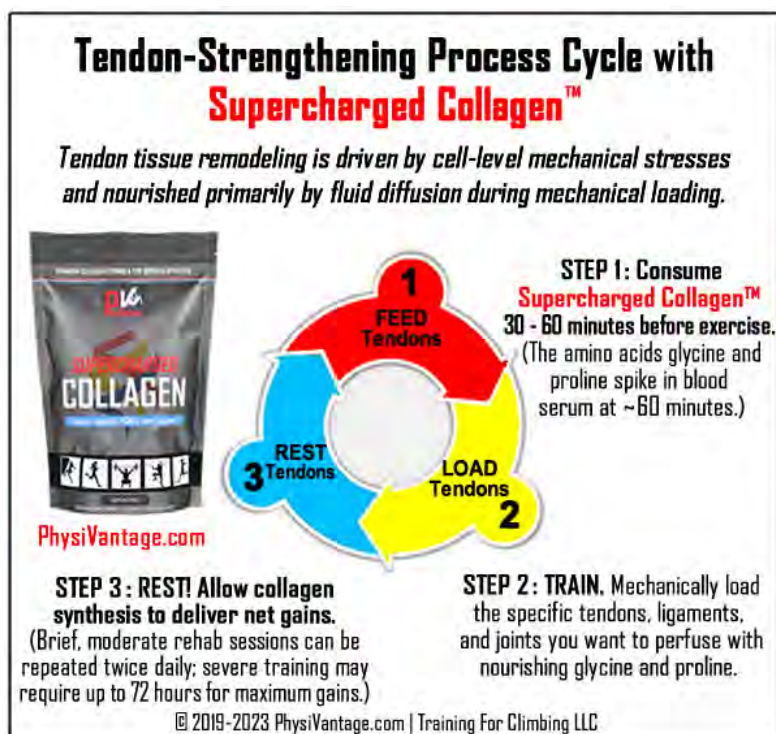 Tendon-Strengthening Process Cycle with
Supercharged Collagen™
Tendon tissue remodeling is driven by cell-level mechanical stresses
and nourished primarily by fluid diffusion during mechanical loading.
SUPERCHARGED
COLLAGEN
PhysiVantage.com
1
FEED
Tendons
STEP 1: Consume
Supercharged Collagen™
30 - 60 minutes before exercise.
(The amino acids glycine and
proline spike in blood
serum at ~60 minutes.)
LOAD
Tendons
2
REST
Tendons
3
STEP 3: REST! Allow collagen
synthesis to deliver net gains.
(Brief, moderate rehab sessions can be
repeated twice daily; severe training may
require up to 72 hours for maximum gains.)
STEP 2: TRAIN. Mechanically load
the specific tendons, ligaments,
and joints you want to perfuse with
nourishing glycine and proline.
© 2019-2023 PhysiVantage.com | Training For Climbing LLC